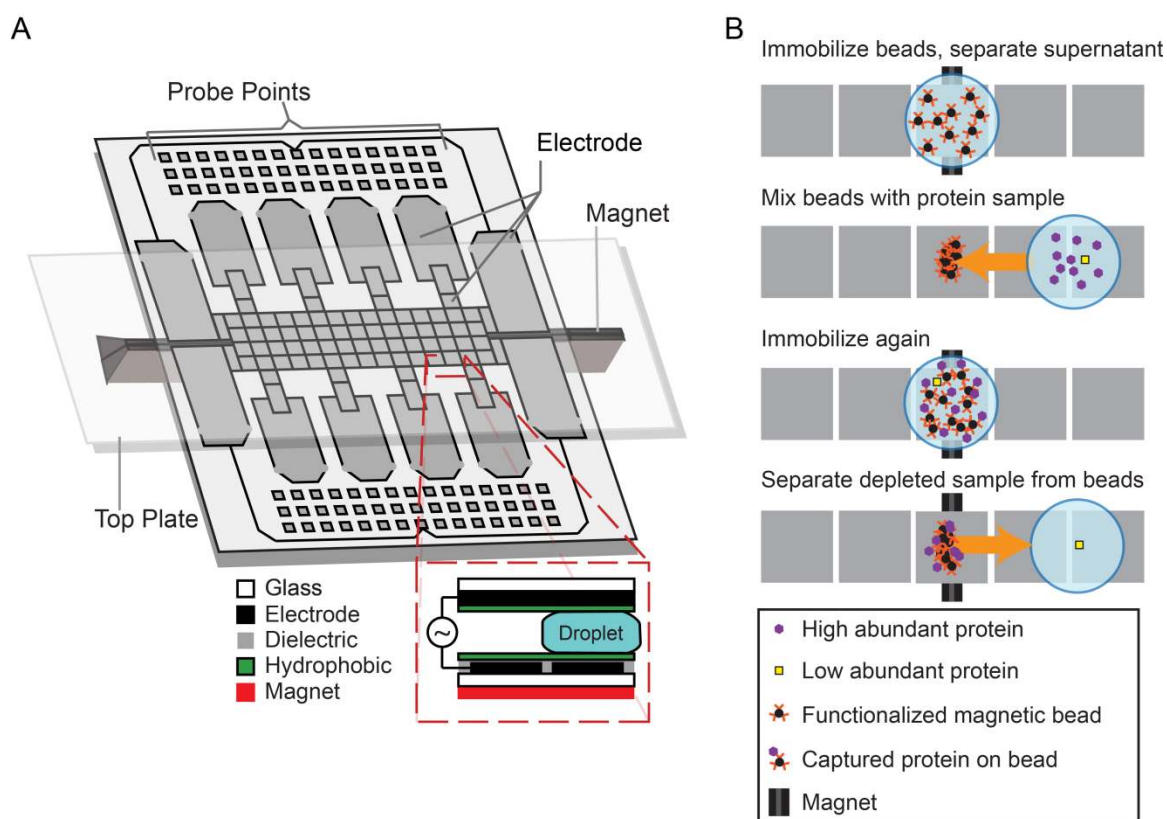 A
Probe Points
Electrode
Magnet
Top Plate
Glass
Electrode
Dielectric
Hydrophobic
Magnet
~
Droplet
B
Immobilize beads, separate supernatant
Mix beads with protein sample
Immobilize again
Separate depleted sample from beads
High abundant protein
Low abundant protein
Functionalized magnetic bead
Captured protein on bead
Magnet